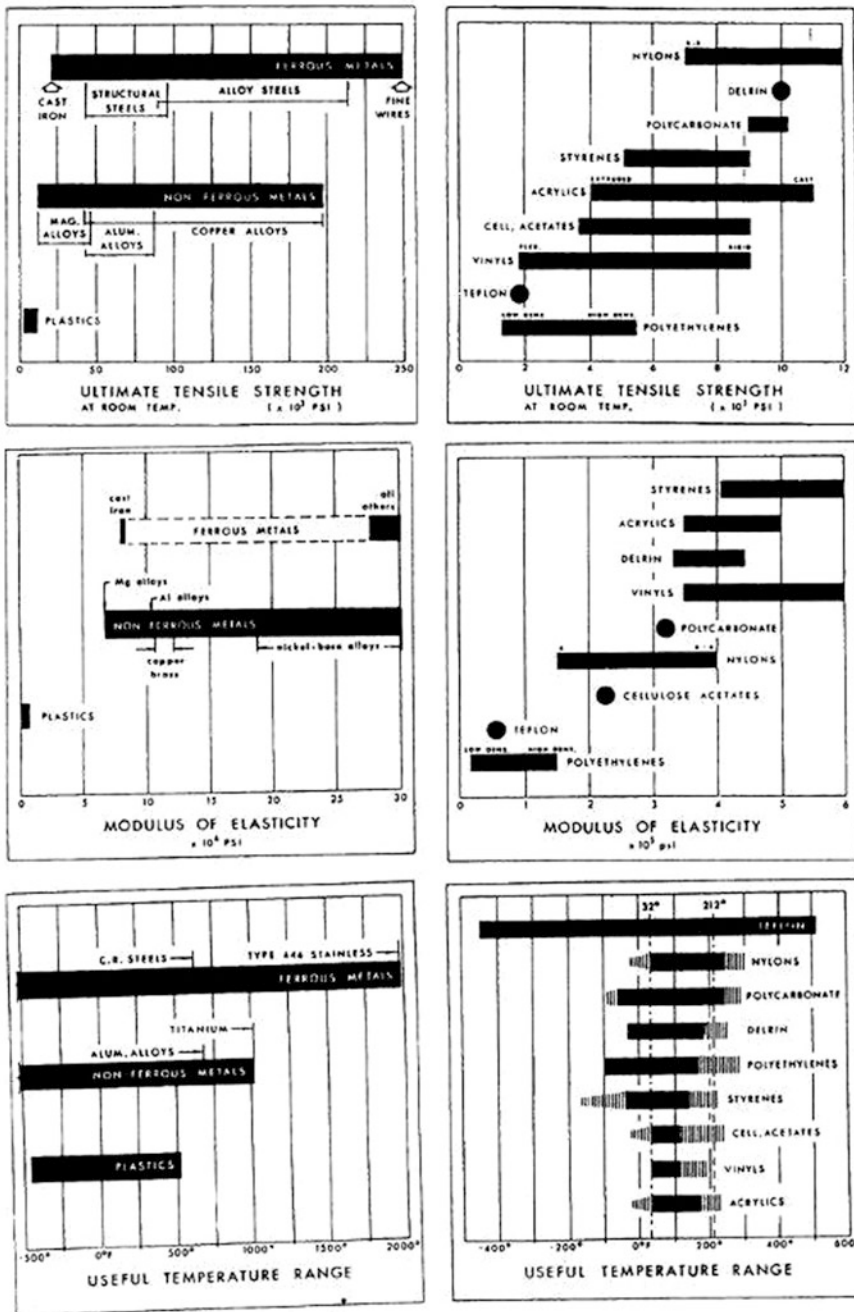 FERROUS METALS
CAST IRON
STRUCTURAL STEELS
ALLOY STEELS
FINE WIRES
NON FERROUS METALS
MAG. ALLOYS
ALUM. ALLOYS
COPPER ALLOYS
PLASTICS
0 50 100 150 200 250
ULTIMATE TENSILE STRENGTH
AT ROOM TEMP. ( x 10³ PSI )
NYLONS
DELRIN
POLYCARBONATE
STYRENES
EXTRUDED CAST
ACRYLICS
CELL, ACETATES
FLEX. RIGID
VINYLS
TEFLON
LOW DENS. HIGH DENS.
POLYETHYLENES
0 2 4 6 8 10 12
ULTIMATE TENSILE STRENGTH
AT ROOM TEMP. ( x 10³ PSI )
cast iron
all others
FERROUS METALS
Mg alloys
Al alloys
NON FERROUS METALS
copper
brass
nickel-base alloys
PLASTICS
0 5 10 15 20 25 30
MODULUS OF ELASTICITY
x 10⁶ PSI
STYRENES
ACRYLICS
DELRIN
VINYLS
POLYCARBONATE
NYLONS
CELLULOSE ACETATES
TEFLON
LOW DENS. HIGH DENS.
POLYETHYLENES
0 1 2 3 4 5 6
MODULUS OF ELASTICITY
x 10⁵ psi
C.R. STEELS
TYPE 446 STAINLESS
FERROUS METALS
TITANIUM
ALUM, ALLOYS
NON FERROUS METALS
PLASTICS
-500° 0°F 500° 1000° 1500° 2000°
USEFUL TEMPERATURE RANGE
32° 212°
TEFLON
NYLONS
POLYCARBONATE
DELRIN
POLYETHYLENES
STYRENES
CELL, ACETATES
VINYLS
ACRYLICS
-400° -200° 0°F 200° 400° 600
USEFUL TEMPERATURE RANGE